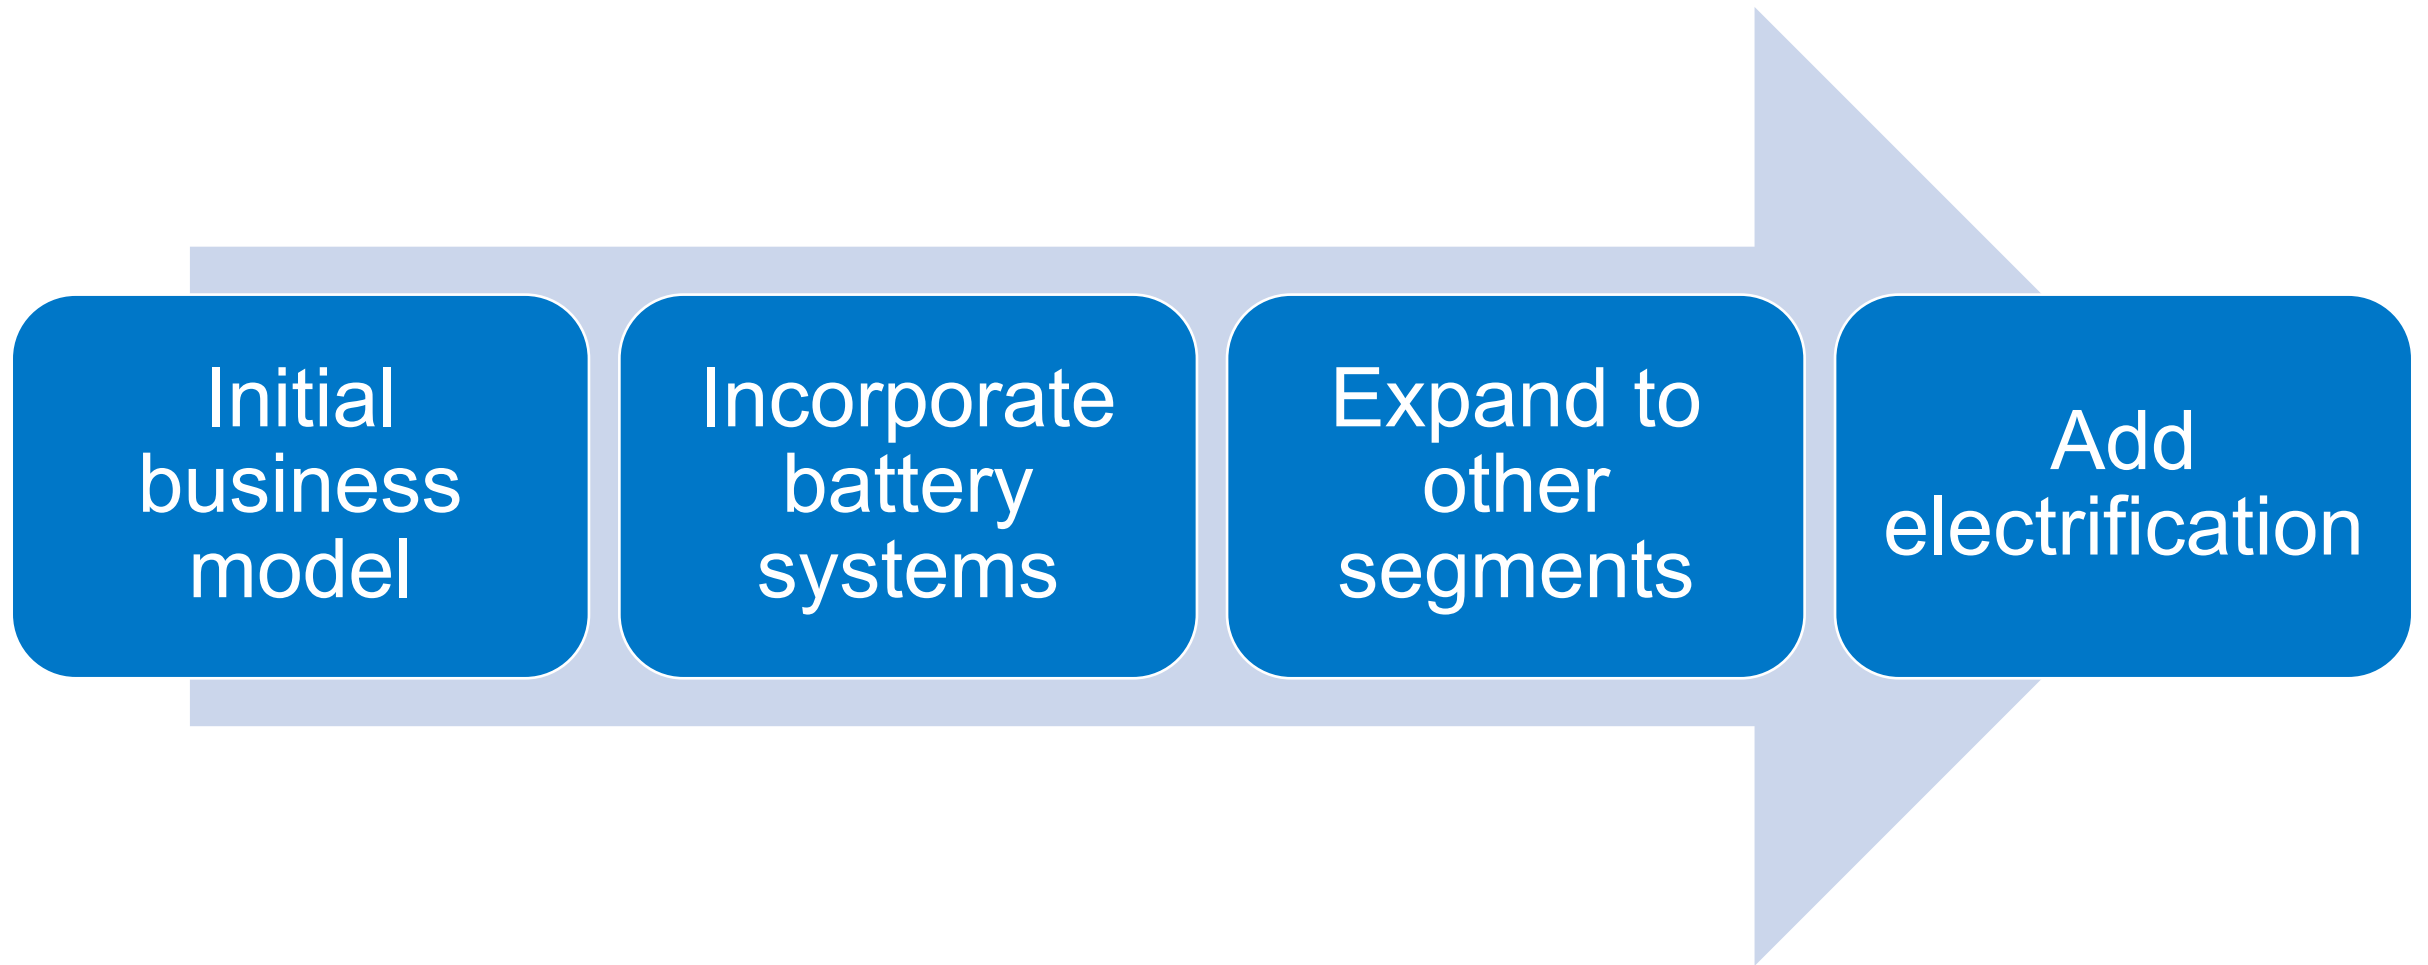 Initial
business
model
Incorporate
battery
systems
Expand to
other
segments
Add
electrification